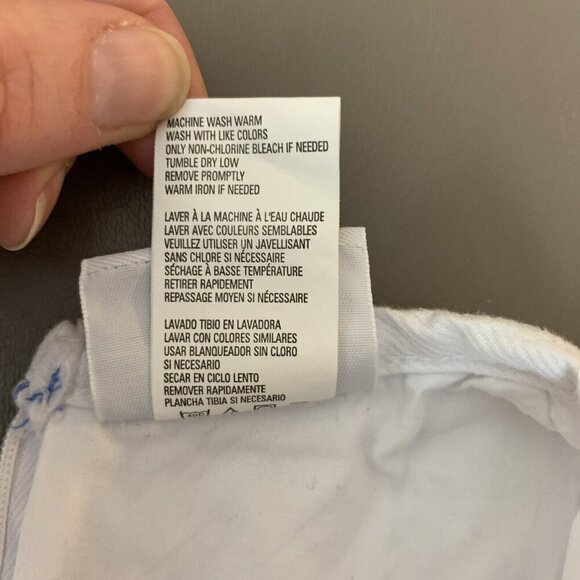 MACHINE WASH WARM
WASH WITH LIKE COLORS
ONLY NON-CHLORINE BLEACH IF NEEDED
TUMBLE DRY LOW
REMOVE PROMPTLY
WARM IRON IF NEEDED
LAVER À LA MACHINE À L'EAU CHAUDE
LAVER AVEC COULEURS SEMBLABLES
VEUILLEZ UTILISER UN JAVELLISANT
SANS CHLORE SI NÉCESSAIRE
SÉCHAGE À BASSE TEMPÉRATURE
RETIRER RAPIDEMENT
REPASSAGE MOYEN SI NÉCESSAIRE
LAVADO TIBIO EN LAVADORA
LAVAR CON COLORES SIMILARES
USAR BLANQUEADOR SIN CLORO
SI NECESARIO
SECAR EN CICLO LENTO
REMOVER RAPIDAMENTE
PLANCHA TIBIA SI NECESARIO